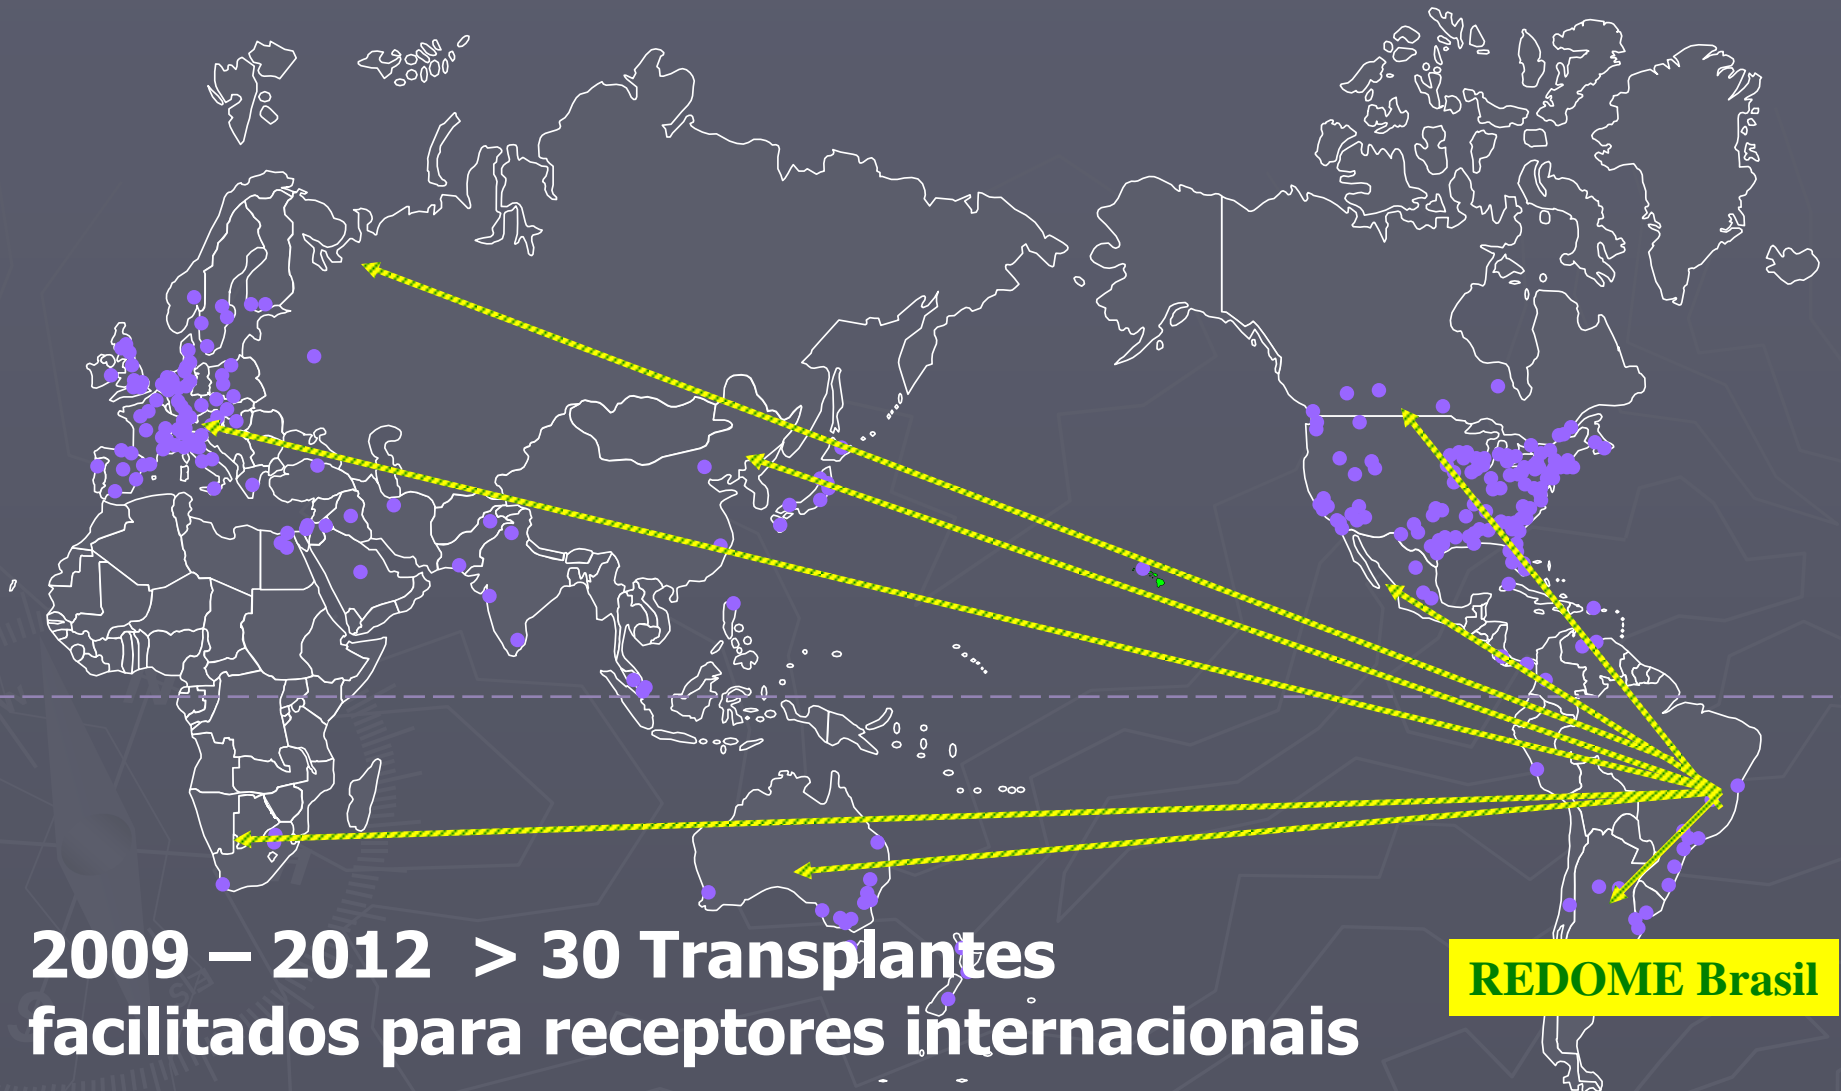 2009 – 2012 > 30 Transplantes
facilitados para receptores internacionais
REDOME Brasil